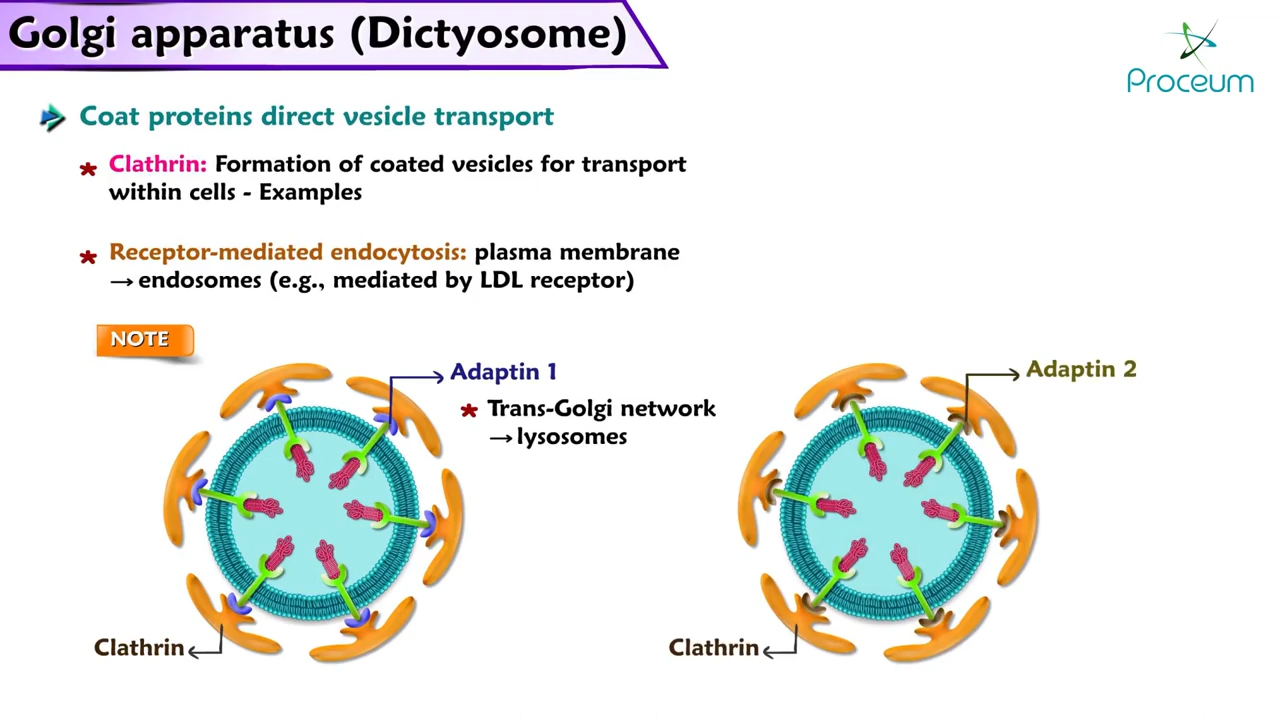 Golgi apparatus (Dictyosome)
Proceum
Coat proteins direct vesicle transport
* Clathrin: Formation of coated vesicles for transport
within cells - Examples
* Receptor-mediated endocytosis: plasma membrane
→ endosomes (e.g., mediated by LDL receptor)
NOTE
Adaptin 1
* Trans-Golgi network
→ lysosomes
Clathrin
Adaptin 2
Clathrin